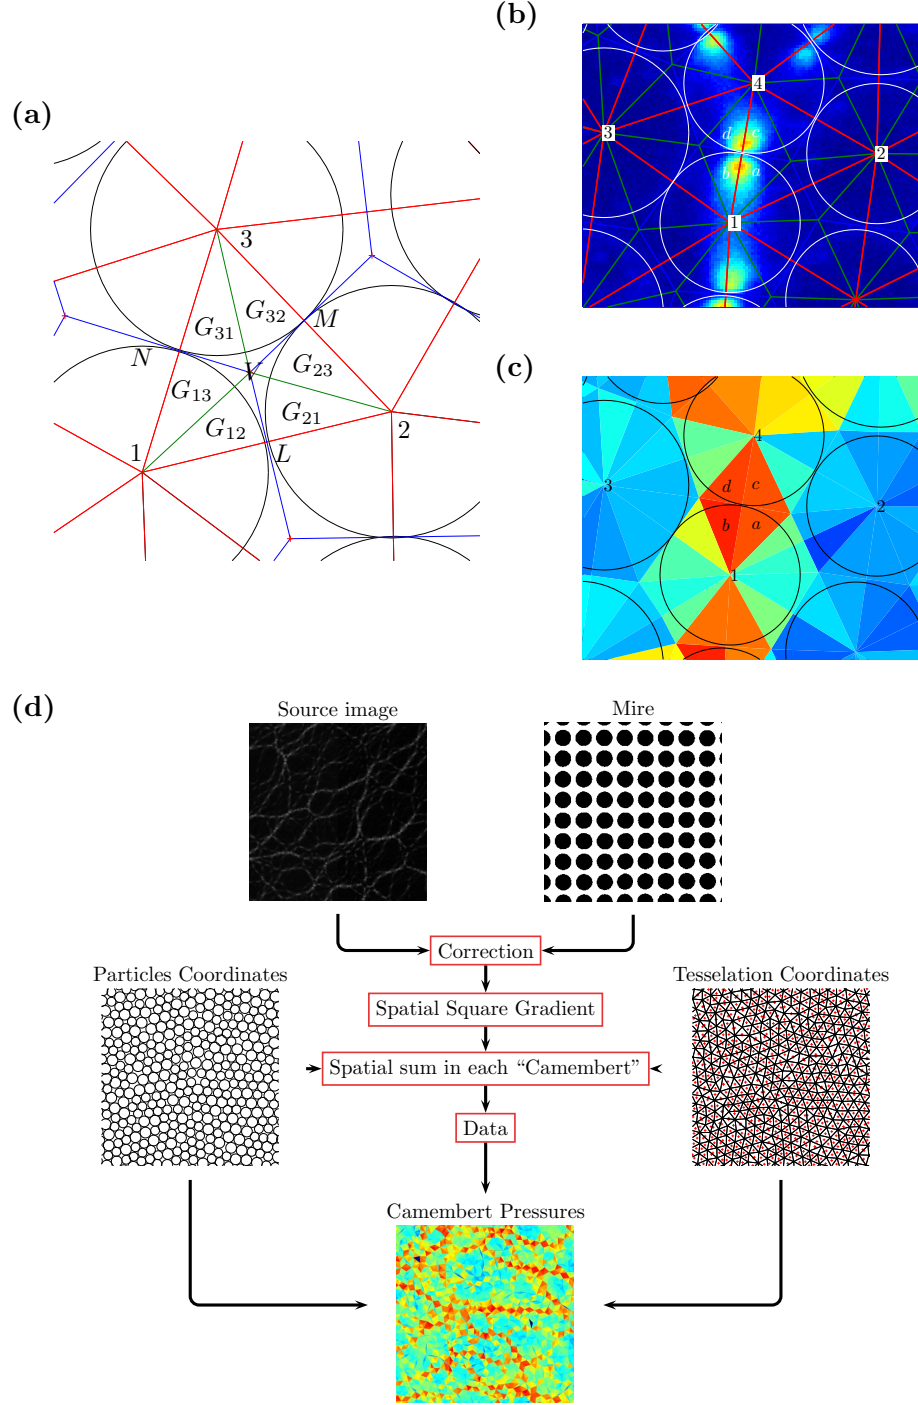 (a)
3
G31
G32
M
N
V
G23
G13
G12
G21
2
1
L
(b)
4
3
d
c
2
b
a
1
(c)
4
3
d
c
2
b
a
1
(d)
Source image
Mire
Correction
Particles Coordinates
Tesselation Coordinates
Spatial Square Gradient
Spatial sum in each “Camembert”
Data
Camembert Pressures